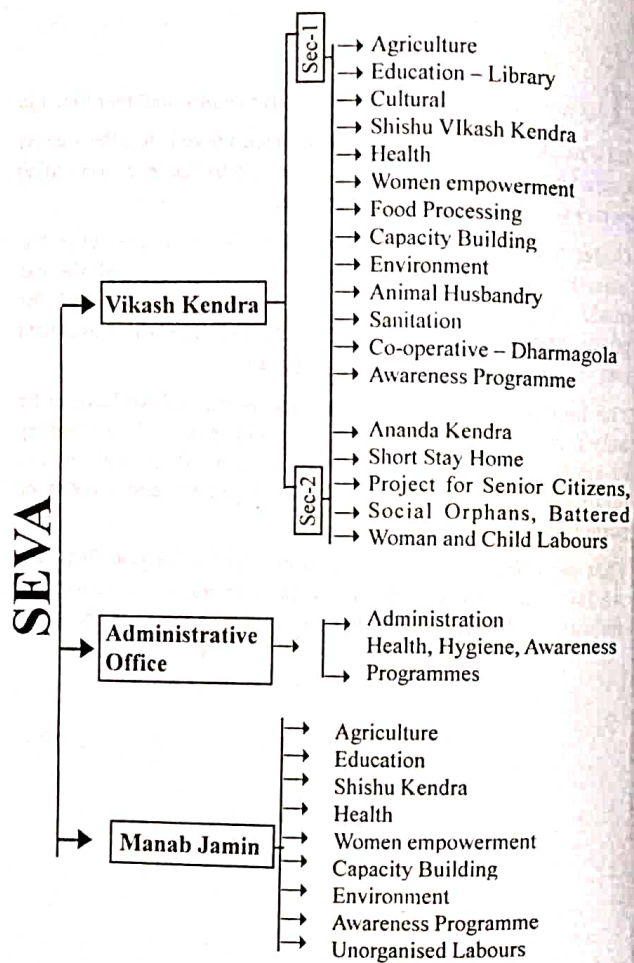 SEVA
Vikash Kendra
Sec-1
Agriculture
Education – Library
Cultural
Shishu VIkash Kendra
Health
Women empowerment
Food Processing
Capacity Building
Environment
Animal Husbandry
Sanitation
Co-operative – Dharmagola
Awareness Programme
Sec-2
Ananda Kendra
Short Stay Home
Project for Senior Citizens,
Social Orphans, Battered
Woman and Child Labours
Administrative
Office
Administration
Health, Hygiene, Awareness
Programmes
Manab Jamin
Agriculture
Education
Shishu Kendra
Health
Women empowerment
Capacity Building
Environment
Awareness Programme
Unorganised Labours